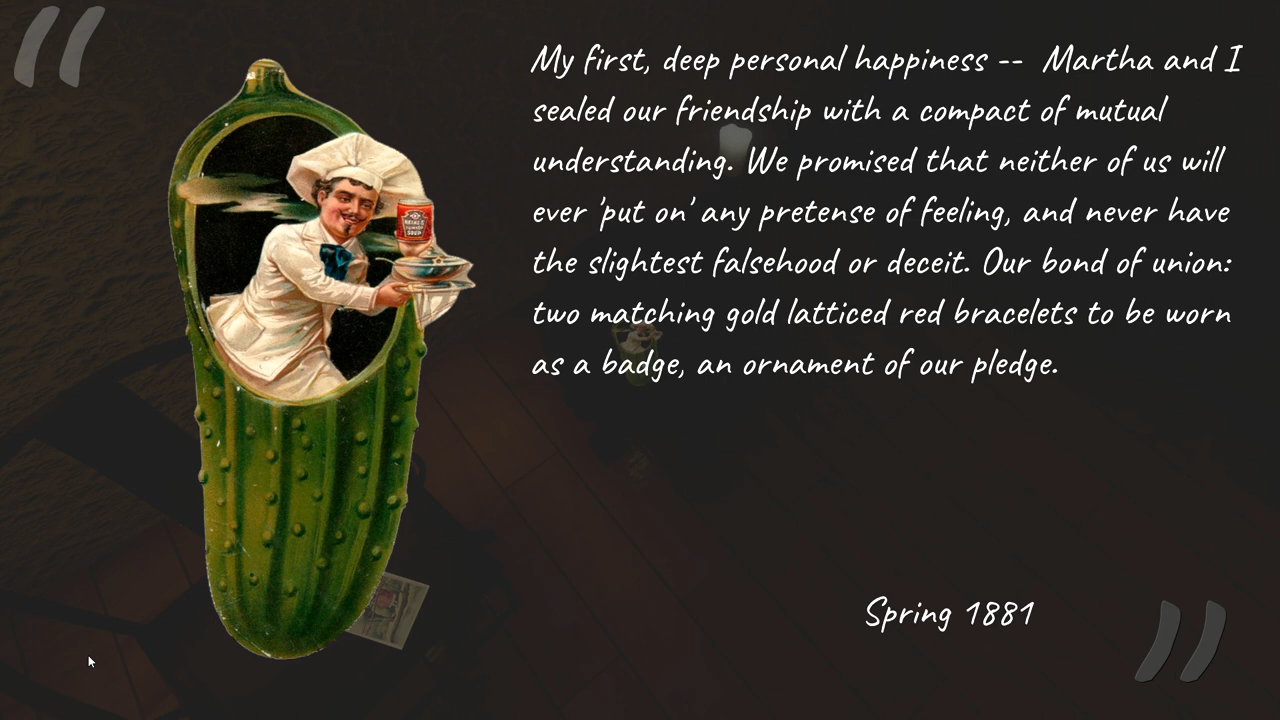 My first, deep personal happiness -- Martha and I
sealed our friendship with a compact of mutual
understanding. We promised that neither of us will
ever 'put on' any pretense of feeling, and never have
the slightest falsehood or deceit. Our bond of union:
two matching gold latticed red bracelets to be worn
as a badge, an ornament of our pledge.
HEINZ'S
SOUP
Spring 1881